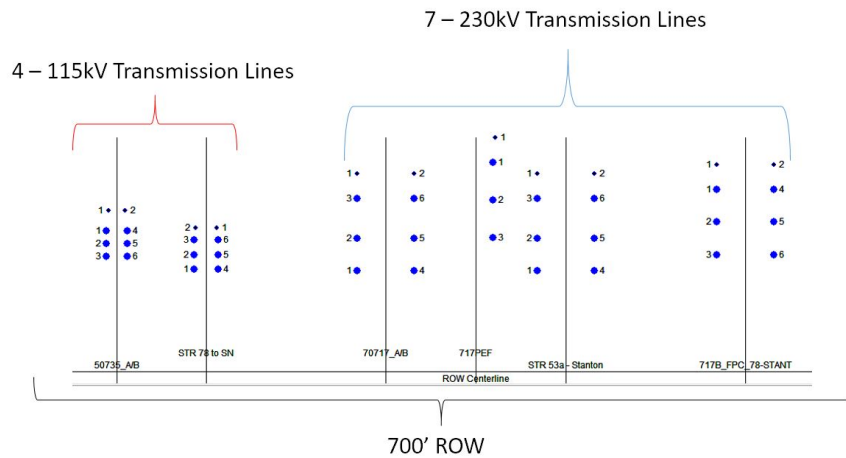 7 – 230kV Transmission Lines
4 – 115kV Transmission Lines
1 2
1 4
2 5
3 6
2 1
3 6
2 5
1 4
1 2
3 6
2 5
1 4
1
1
2
3
1 2
3 6
2 5
1 4
1 2
1 4
2 5
3 6
50735_A/B
STR 78 to SN
70717_A/B
717PEF
STR 53a - Stanton
717B_FPC_78-STANT
ROW Centerline
700’ ROW